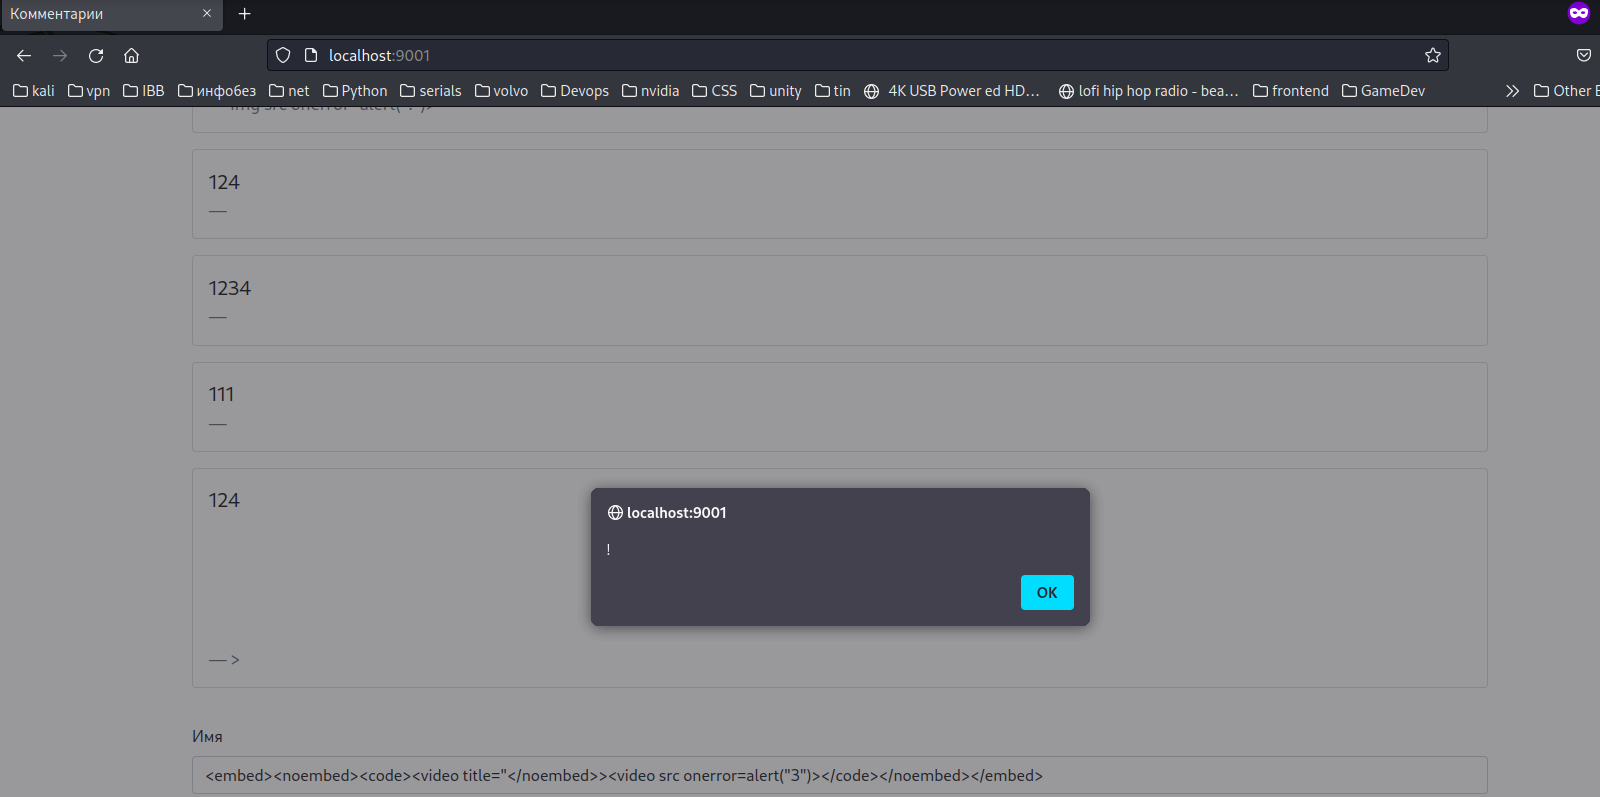 Комментарии
localhost:9001
kali vpn IBB инфобез net Python serials volvo Devops nvidia CSS unity tin 4K USB Power ed HD… lofi hip hop radio - bea… frontend GameDev Other
124
—
1234
—
111
—
124
— >
localhost:9001
!
OK
Имя
<embed><noembed><code><video title="</noembed>><video src onerror=alert("3")></code></noembed></embed>